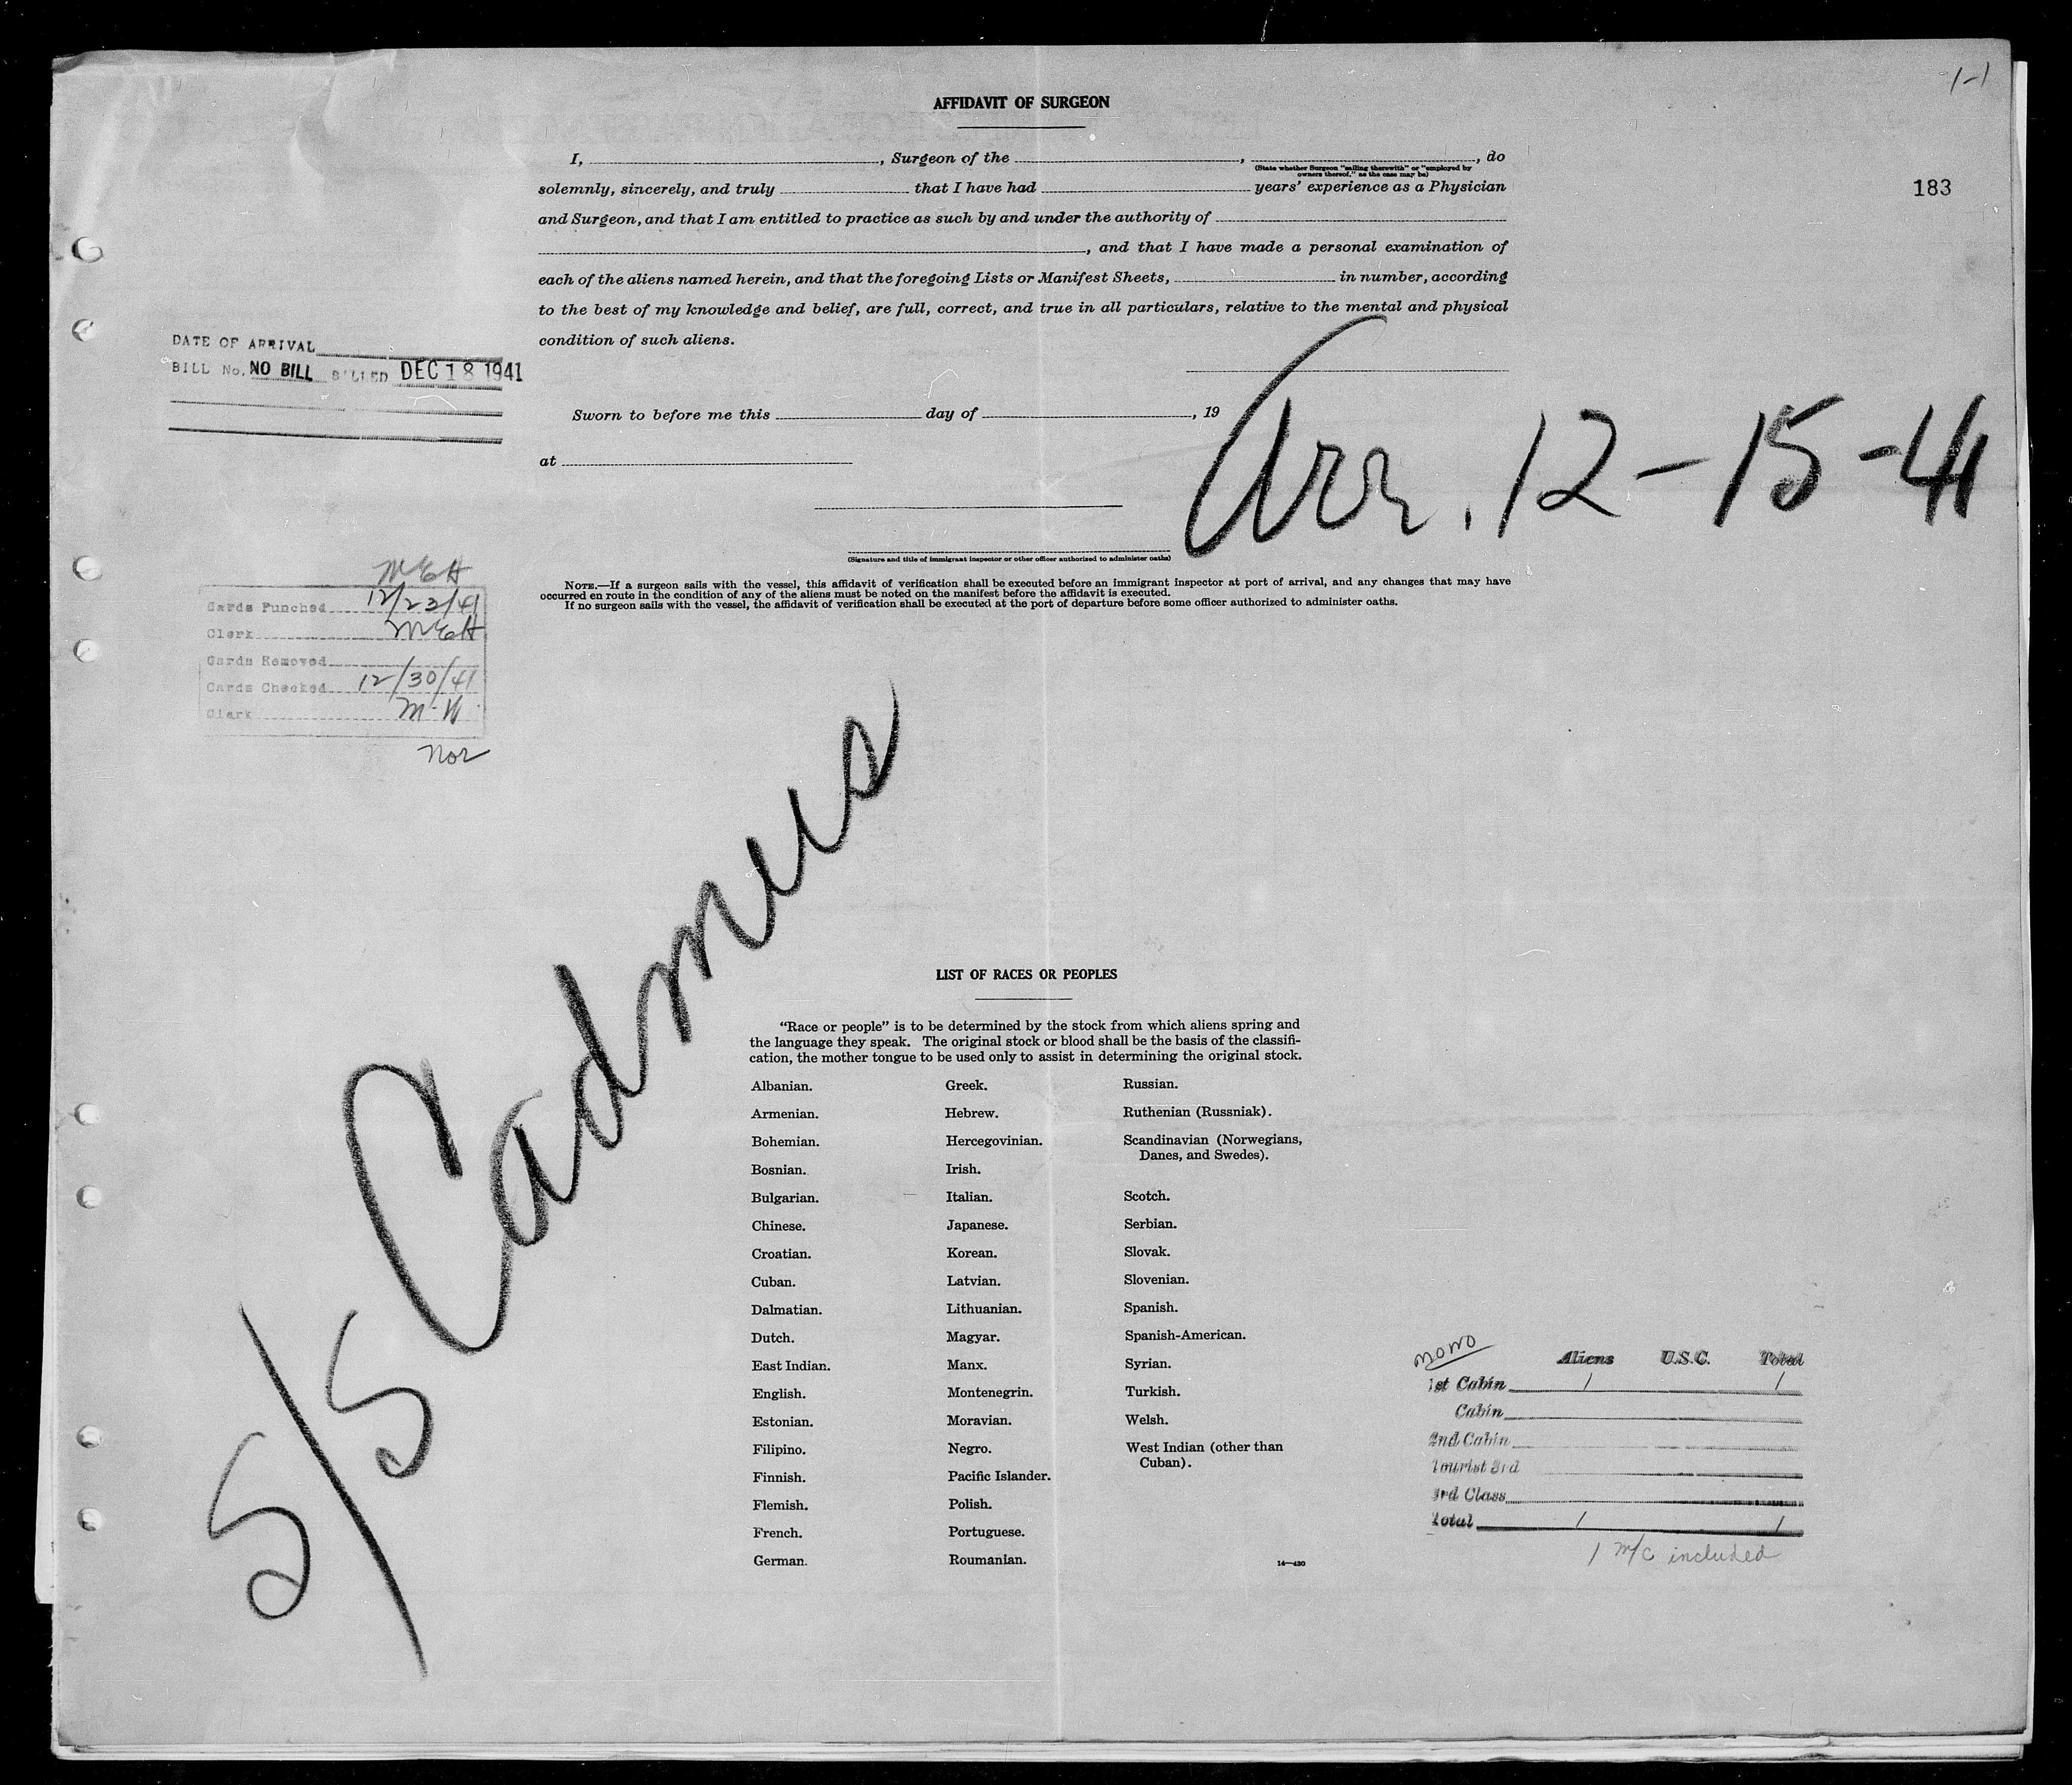 1-1
AFFIDAVIT OF SURGEON
I, , Surgeon of the , , do
(State whether Surgeon "sailing therewith" or "employed by
owners thereof," as the case may be)
solemnly, sincerely, and truly that I have had years' experience as a Physician
183
and Surgeon, and that I am entitled to practice as such by and under the authority of
, and that I have made a personal examination of
each of the aliens named herein, and that the foregoing Lists or Manifest Sheets, in number, according
to the best of my knowledge and belief, are full, correct, and true in all particulars, relative to the mental and physical
condition of such aliens.
DATE OF ARRIVAL
BILL No. NO BILL BILLED DEC 18 1941
Sworn to before me this day of , 19
at
Arr. 12-15-41
(Signature and title of immigrant inspector or other officer authorized to administer oaths)
NOTE.—If a surgeon sails with the vessel, this affidavit of verification shall be executed before an immigrant inspector at port of arrival, and any changes that may have
occurred en route in the condition of any of the aliens must be noted on the manifest before the affidavit is executed.
If no surgeon sails with the vessel, the affidavit of verification shall be executed at the port of departure before some officer authorized to administer oaths.
MEH
Cards Punched 12/23/41
Clerk MEH
Cards Removed
Cards Checked 12/30/41
Clerk M-W
Nor
S/S Cadmus
LIST OF RACES OR PEOPLES
"Race or people" is to be determined by the stock from which aliens spring and
the language they speak. The original stock or blood shall be the basis of the classifi-
cation, the mother tongue to be used only to assist in determining the original stock.
Albanian. Greek. Russian.
Armenian. Hebrew. Ruthenian (Russniak).
Bohemian. Hercegovinian. Scandinavian (Norwegians,
Danes, and Swedes).
Bosnian. Irish.
Bulgarian. Italian. Scotch.
Chinese. Japanese. Serbian.
Croatian. Korean. Slovak.
Cuban. Latvian. Slovenian.
Dalmatian. Lithuanian. Spanish.
Dutch. Magyar. Spanish-American.
East Indian. Manx. Syrian.
English. Montenegrin. Turkish.
Estonian. Moravian. Welsh.
Filipino. Negro. West Indian (other than
Cuban).
Finnish. Pacific Islander.
Flemish. Polish.
French. Portuguese.
German. Roumanian.
14—430
Aliens U.S.C. Total
1st Cabin 1 1
Cabin
2nd Cabin
Tourist 3rd
3rd Class
Total 1 1
1 M/C included